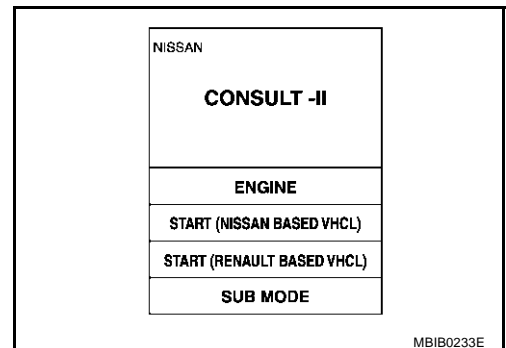 NISSAN
CONSULT -II
ENGINE
START (NISSAN BASED VHCL)
START (RENAULT BASED VHCL)
SUB MODE
MBIB0233E